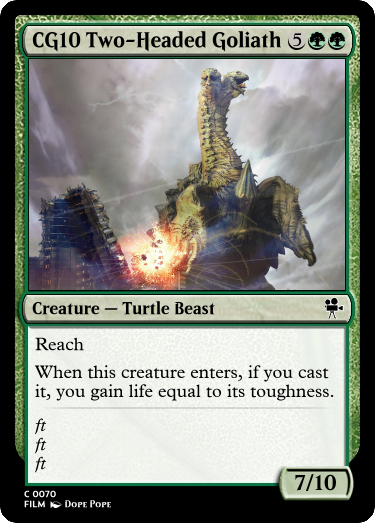 CG10 Two-Headed Goliath 5
Creature — Turtle Beast
Reach
When this creature enters, if you cast
it, you gain life equal to its toughness.
ft
ft
ft
7/10
C 0070
FILM Dope Pope